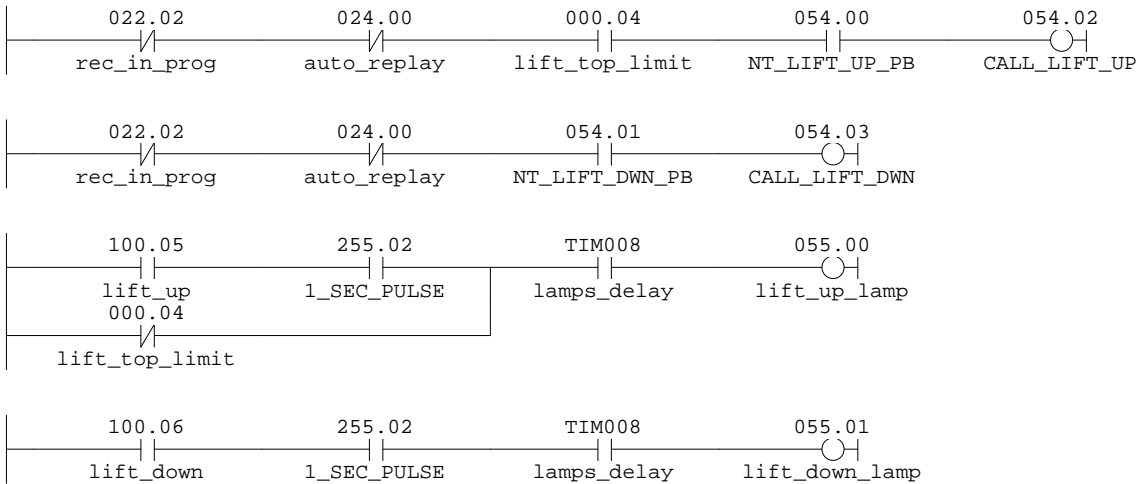 022.02 024.00 000.04 054.00 054.02
rec_in_prog auto_replay lift_top_limit NT_LIFT_UP_PB CALL_LIFT_UP
022.02 024.00 054.01 054.03
rec_in_prog auto_replay NT_LIFT_DWN_PB CALL_LIFT_DWN
100.05 255.02 TIM008 055.00
lift_up 1_SEC_PULSE lamps_delay lift_up_lamp
000.04
lift_top_limit
100.06 255.02 TIM008 055.01
lift_down 1_SEC_PULSE lamps_delay lift_down_lamp